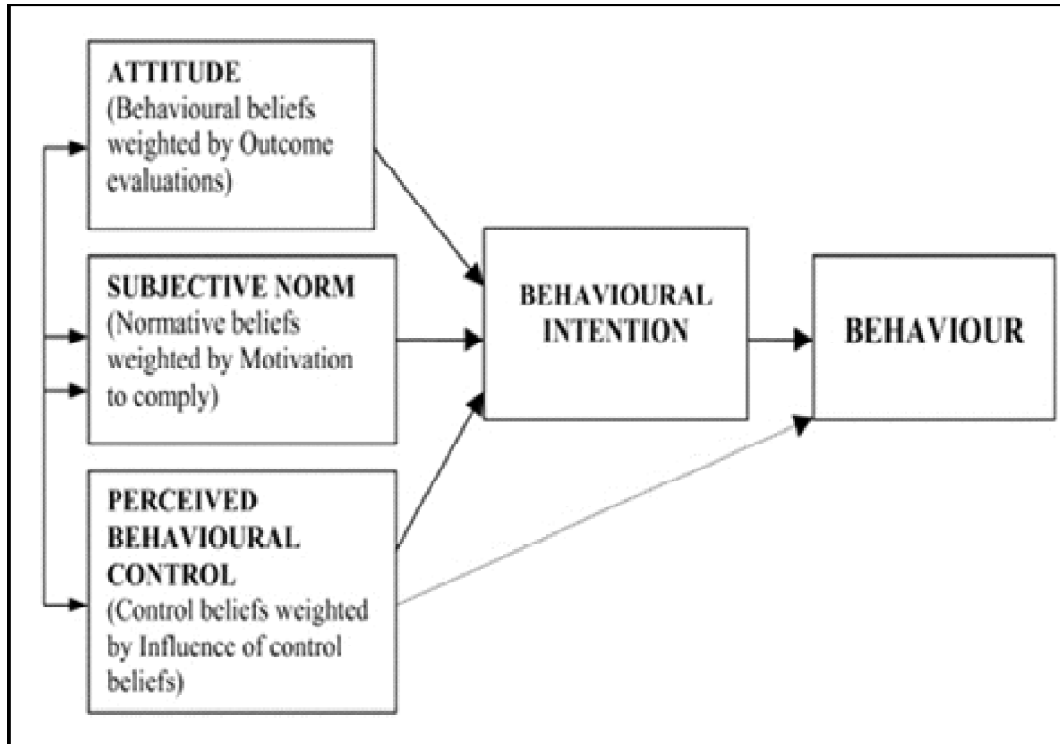 ATTITUDE
(Behavioural beliefs
weighted by Outcome
evaluations)
SUBJECTIVE NORM
(Normative beliefs
weighted by Motivation
to comply)
PERCEIVED
BEHAVIOURAL
CONTROL
(Control beliefs weighted
by Influence of control
beliefs)
BEHAVIOURAL
INTENTION
BEHAVIOUR